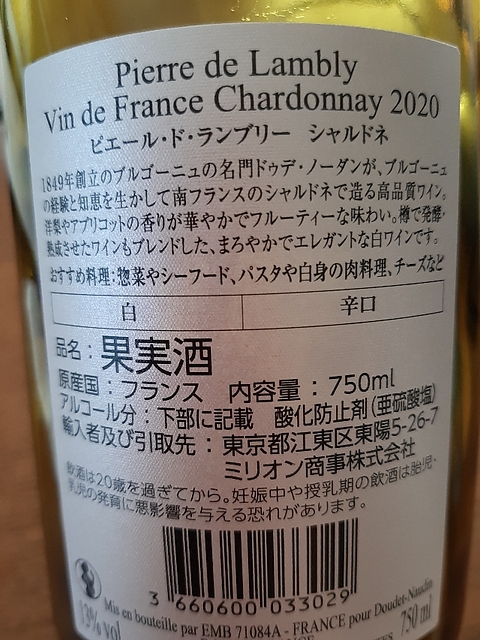 Pierre de Lambly
Vin de France Chardonnay 2020
ピエール・ド・ランブリー シャルドネ
1849年創立のブルゴーニュの名門ドゥデ・ノーダンが、ブルゴーニュ
の経験と知恵を生かして南フランスのシャルドネで造る高品質ワイン。
洋梨やアプリコットの香りが華やかでフルーティーな味わい。樽で発酵・
熟成させたワインもブレンドした、まろやかでエレガントな白ワインです。
おすすめ料理:惣菜やシーフード、パスタや白身の肉料理、チーズなど
白 辛口
品名:果実酒
原産国:フランス 内容量:750ml
アルコール分:下部に記載 酸化防止剤(亜硫酸塩)
輸入者及び引取先:東京都江東区東陽5-26-7
ミリオン商事株式会社
飲酒は20歳を過ぎてから。妊娠中や授乳期の飲酒は胎児・
乳児の発育に悪影響を与える恐れがあります。
3 660600 033029
Mis en bouteille par EMB 71084A - FRANCE pour Doudet-Naudin
13% vol 750 ml